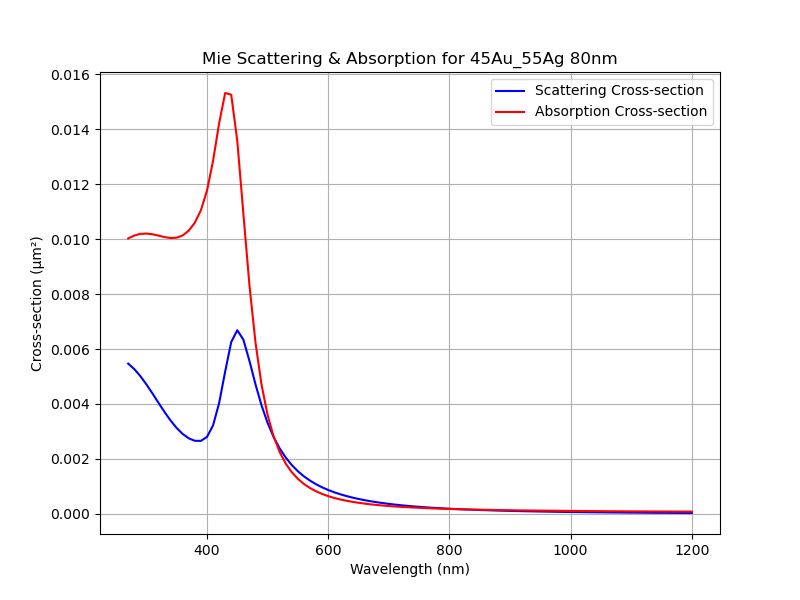 Mie Scattering & Absorption for 45Au_55Ag 80nm
Scattering Cross-section
Absorption Cross-section
Cross-section (μm²)
0.016
0.014
0.012
0.010
0.008
0.006
0.004
0.002
0.000
400 600 800 1000 1200
Wavelength (nm)